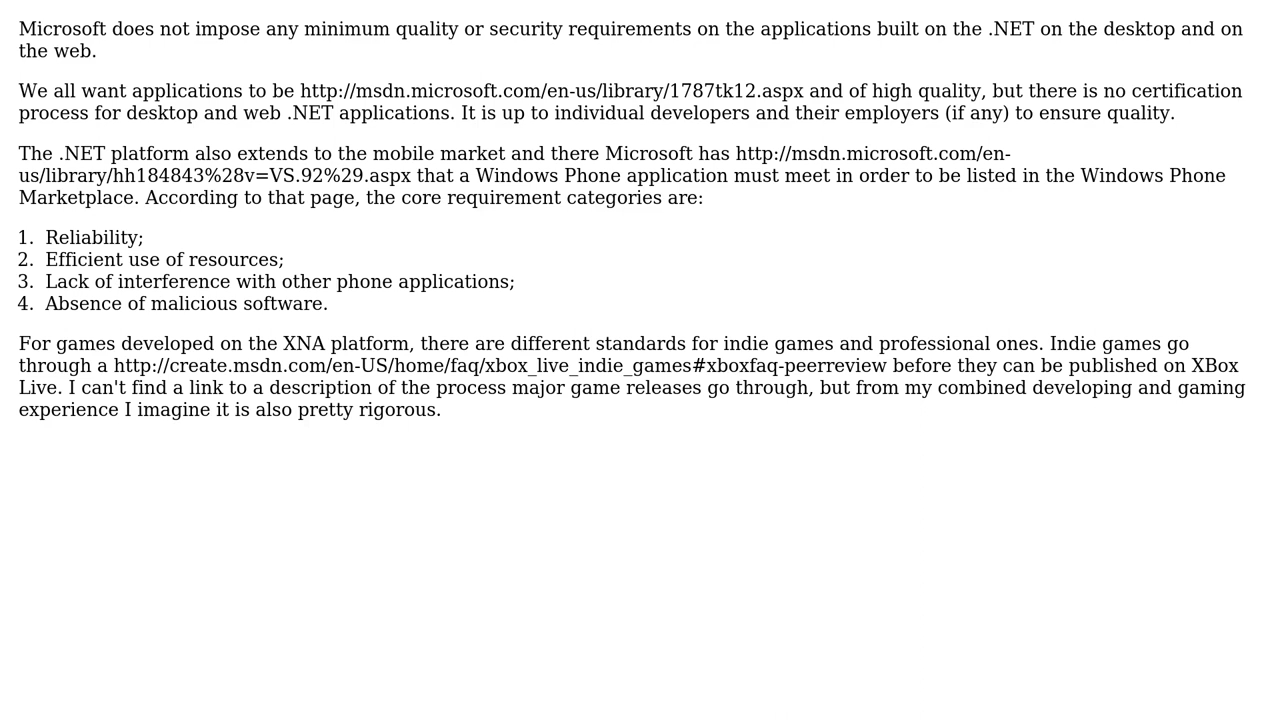 Microsoft does not impose any minimum quality or security requirements on the applications built on the .NET on the desktop and on
the web.
We all want applications to be http://msdn.microsoft.com/en-us/library/1787tk12.aspx and of high quality, but there is no certification
process for desktop and web .NET applications. It is up to individual developers and their employers (if any) to ensure quality.
The .NET platform also extends to the mobile market and there Microsoft has http://msdn.microsoft.com/en-
us/library/hh184843%28v=VS.92%29.aspx that a Windows Phone application must meet in order to be listed in the Windows Phone
Marketplace. According to that page, the core requirement categories are:
1. Reliability;
2. Efficient use of resources;
3. Lack of interference with other phone applications;
4. Absence of malicious software.
For games developed on the XNA platform, there are different standards for indie games and professional ones. Indie games go
through a http://create.msdn.com/en-US/home/faq/xbox_live_indie_games#xboxfaq-peerreview before they can be published on XBox
Live. I can't find a link to a description of the process major game releases go through, but from my combined developing and gaming
experience I imagine it is also pretty rigorous.